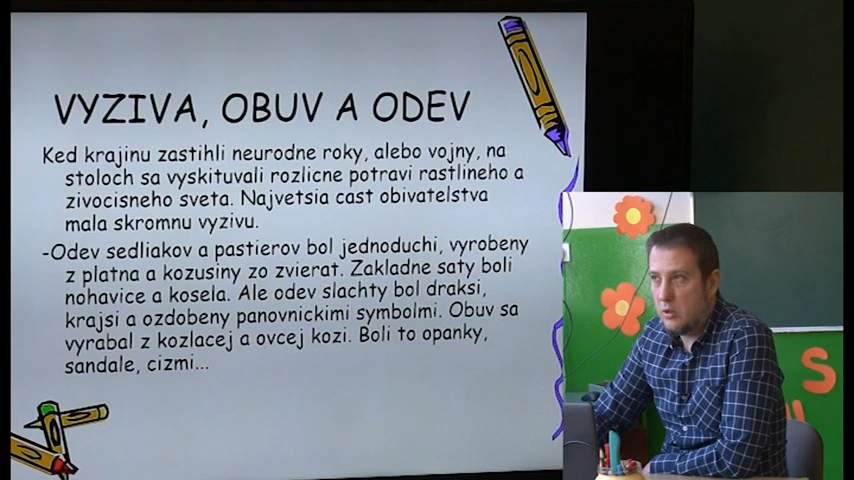 VYZIVA, OBUV A ODEV
Ked krajinu zastihli neurodne roky, alebo vojny, na
stoloch sa vyskituvali rozlicne potravi rastlineho a
zivocisneho sveta. Najvetsia cast obivatelstva
mala skromnu vyzivu.
-Odev sedliakov a pastierov bol jednoduchi, vyrobeny
z platna a kozusiny zo zvierat. Zakladne saty boli
nohavice a kosela. Ale odev slachty bol draksi,
krajsi a ozdobeny panovnickimi symbolmi. Obuv sa
vyrabal z kozlacej a ovcej kozi. Boli to opanky,
sandale, cizmi...
S